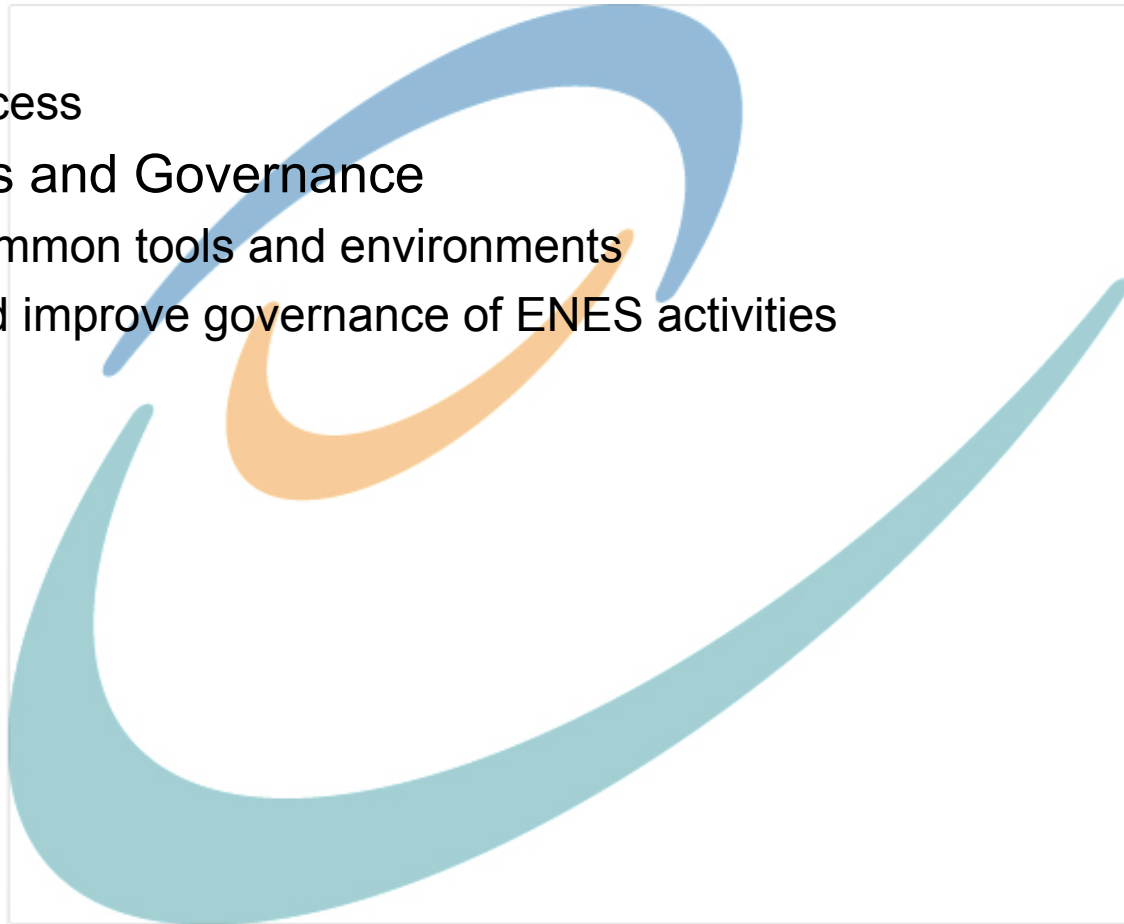 cess
s and Governance
mmon tools and environments
d improve governance of ENES activities